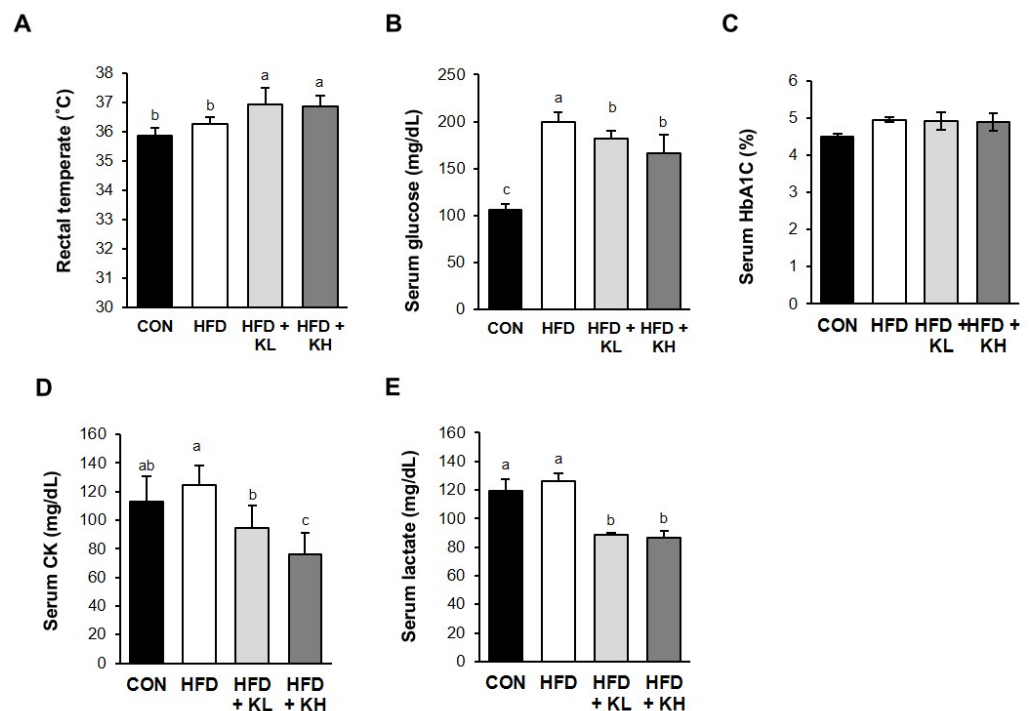 A
Rectal temperate (˚C)
38
37
36
35
34
33
32
31
30
b
b
a
a
CON
HFD
HFD +
KL
HFD +
KH
B
Serum glucose (mg/dL)
250
200
150
100
50
0
c
a
b
b
CON
HFD
HFD +
KL
HFD +
KH
C
Serum HbA1C (%)
6
5
4
3
2
1
0
CON
HFD
HFD +
KL
HFD +
KH
D
Serum CK (mg/dL)
160
140
120
100
80
60
40
20
0
ab
a
b
c
CON
HFD
HFD
+ KL
HFD
+ KH
E
Serum lactate (mg/dL)
160
140
120
100
80
60
40
20
0
a
a
b
b
CON
HFD
HFD
+ KL
HFD
+ KH